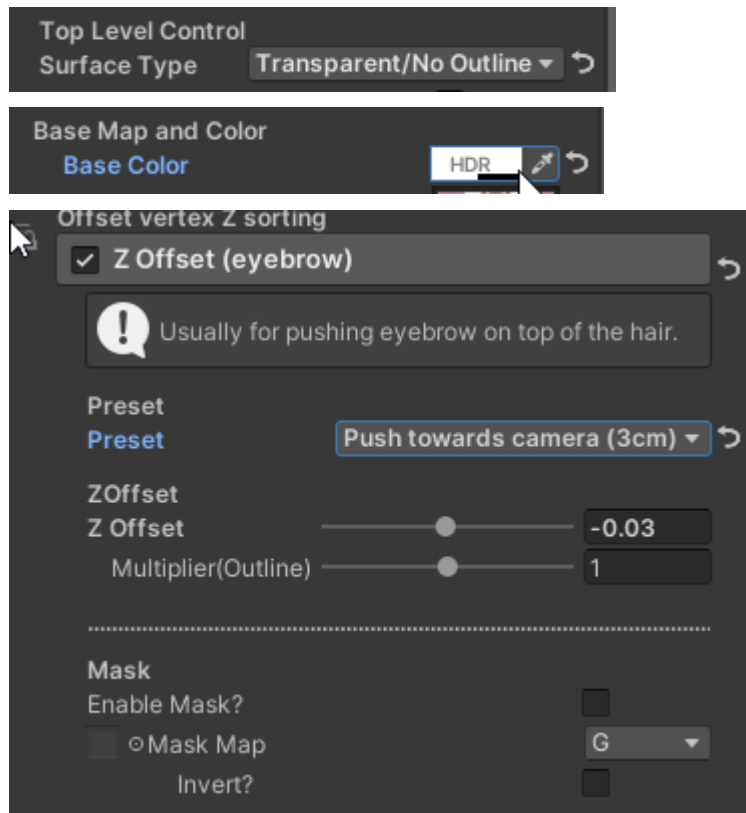 Top Level Control
Surface Type Transparent/No Outline
Base Map and Color
Base Color HDR
Offset vertex Z sorting
Z Offset (eyebrow)
Usually for pushing eyebrow on top of the hair.
Preset
Preset Push towards camera (3cm)
ZOffset
Z Offset -0.03
Multiplier(Outline) 1
Mask
Enable Mask?
Mask Map G
Invert?